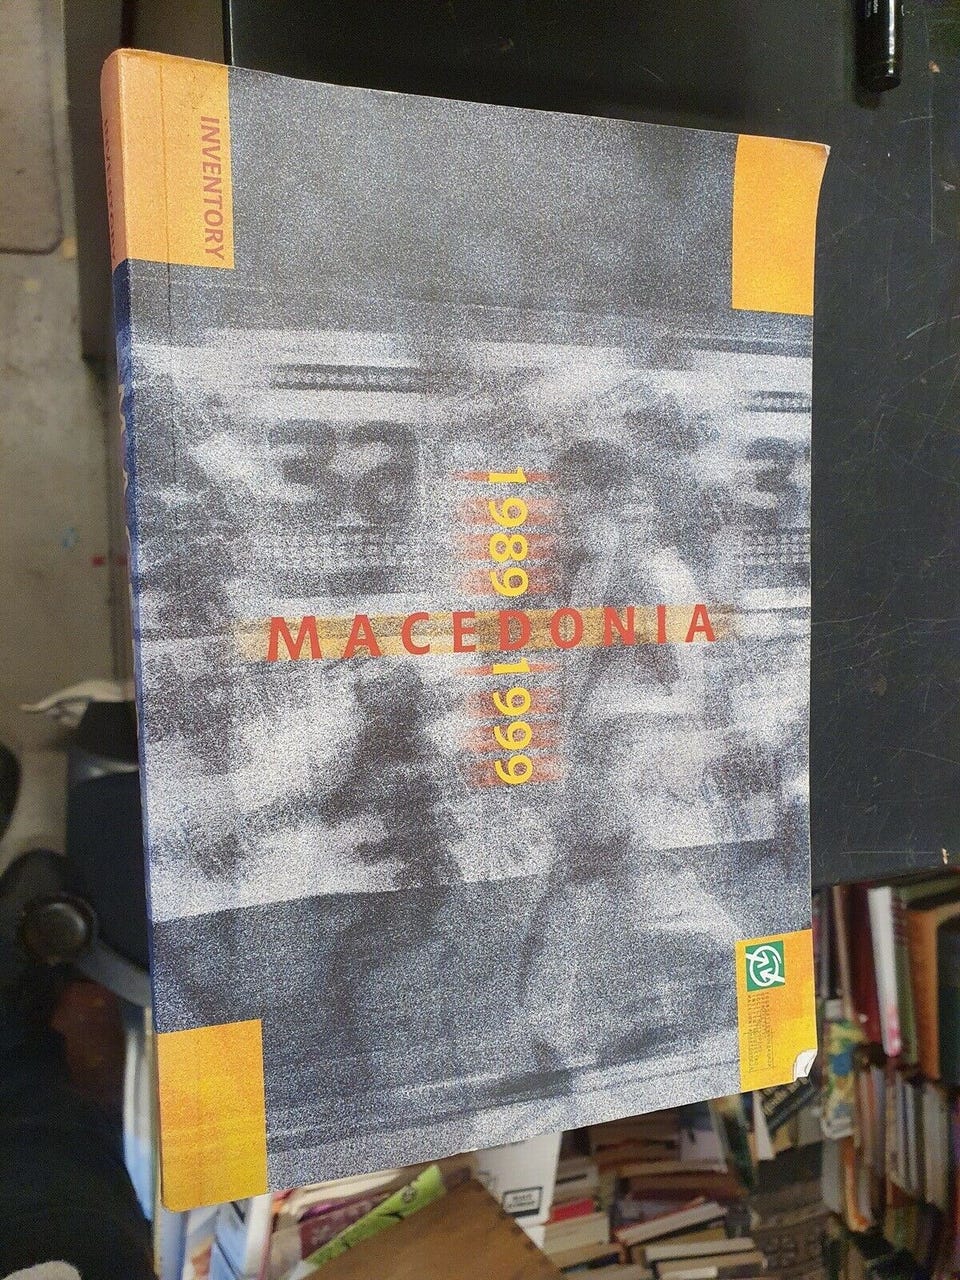 INVENTORY
1989
MACEDONIA
1999